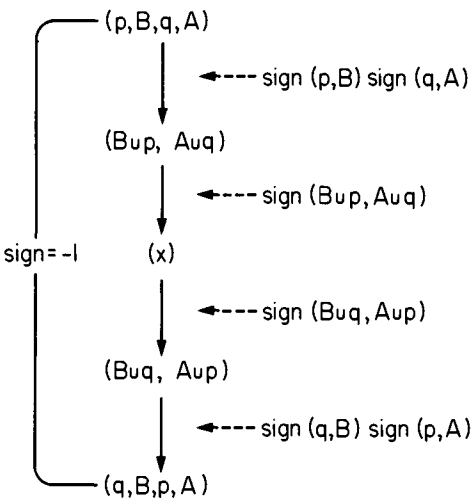 (p,B,q,A)
sign (p,B) sign (q,A)
(B∪p, A∪q)
sign (B∪p, A∪q)
sign = -1
(x)
sign (B∪q, A∪p)
(B∪q, A∪p)
sign (q,B) sign (p,A)
(q,B,p,A)